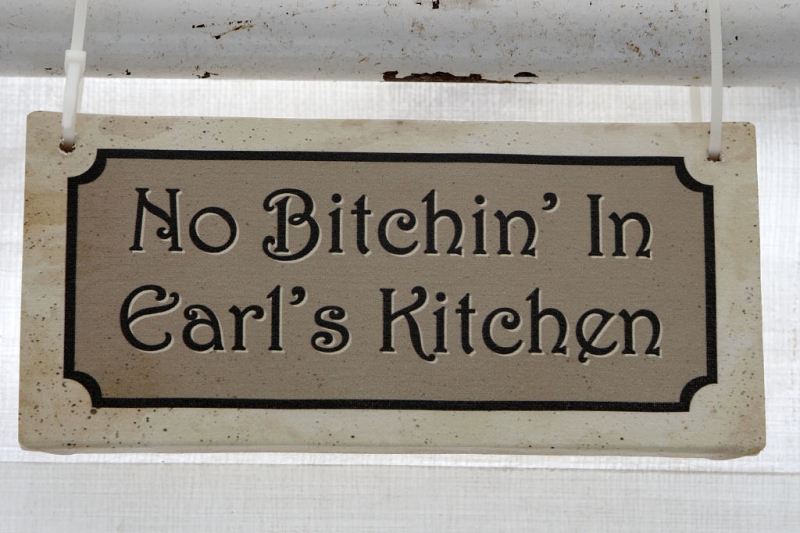 No Bitchin' In
Earl's Kitchen